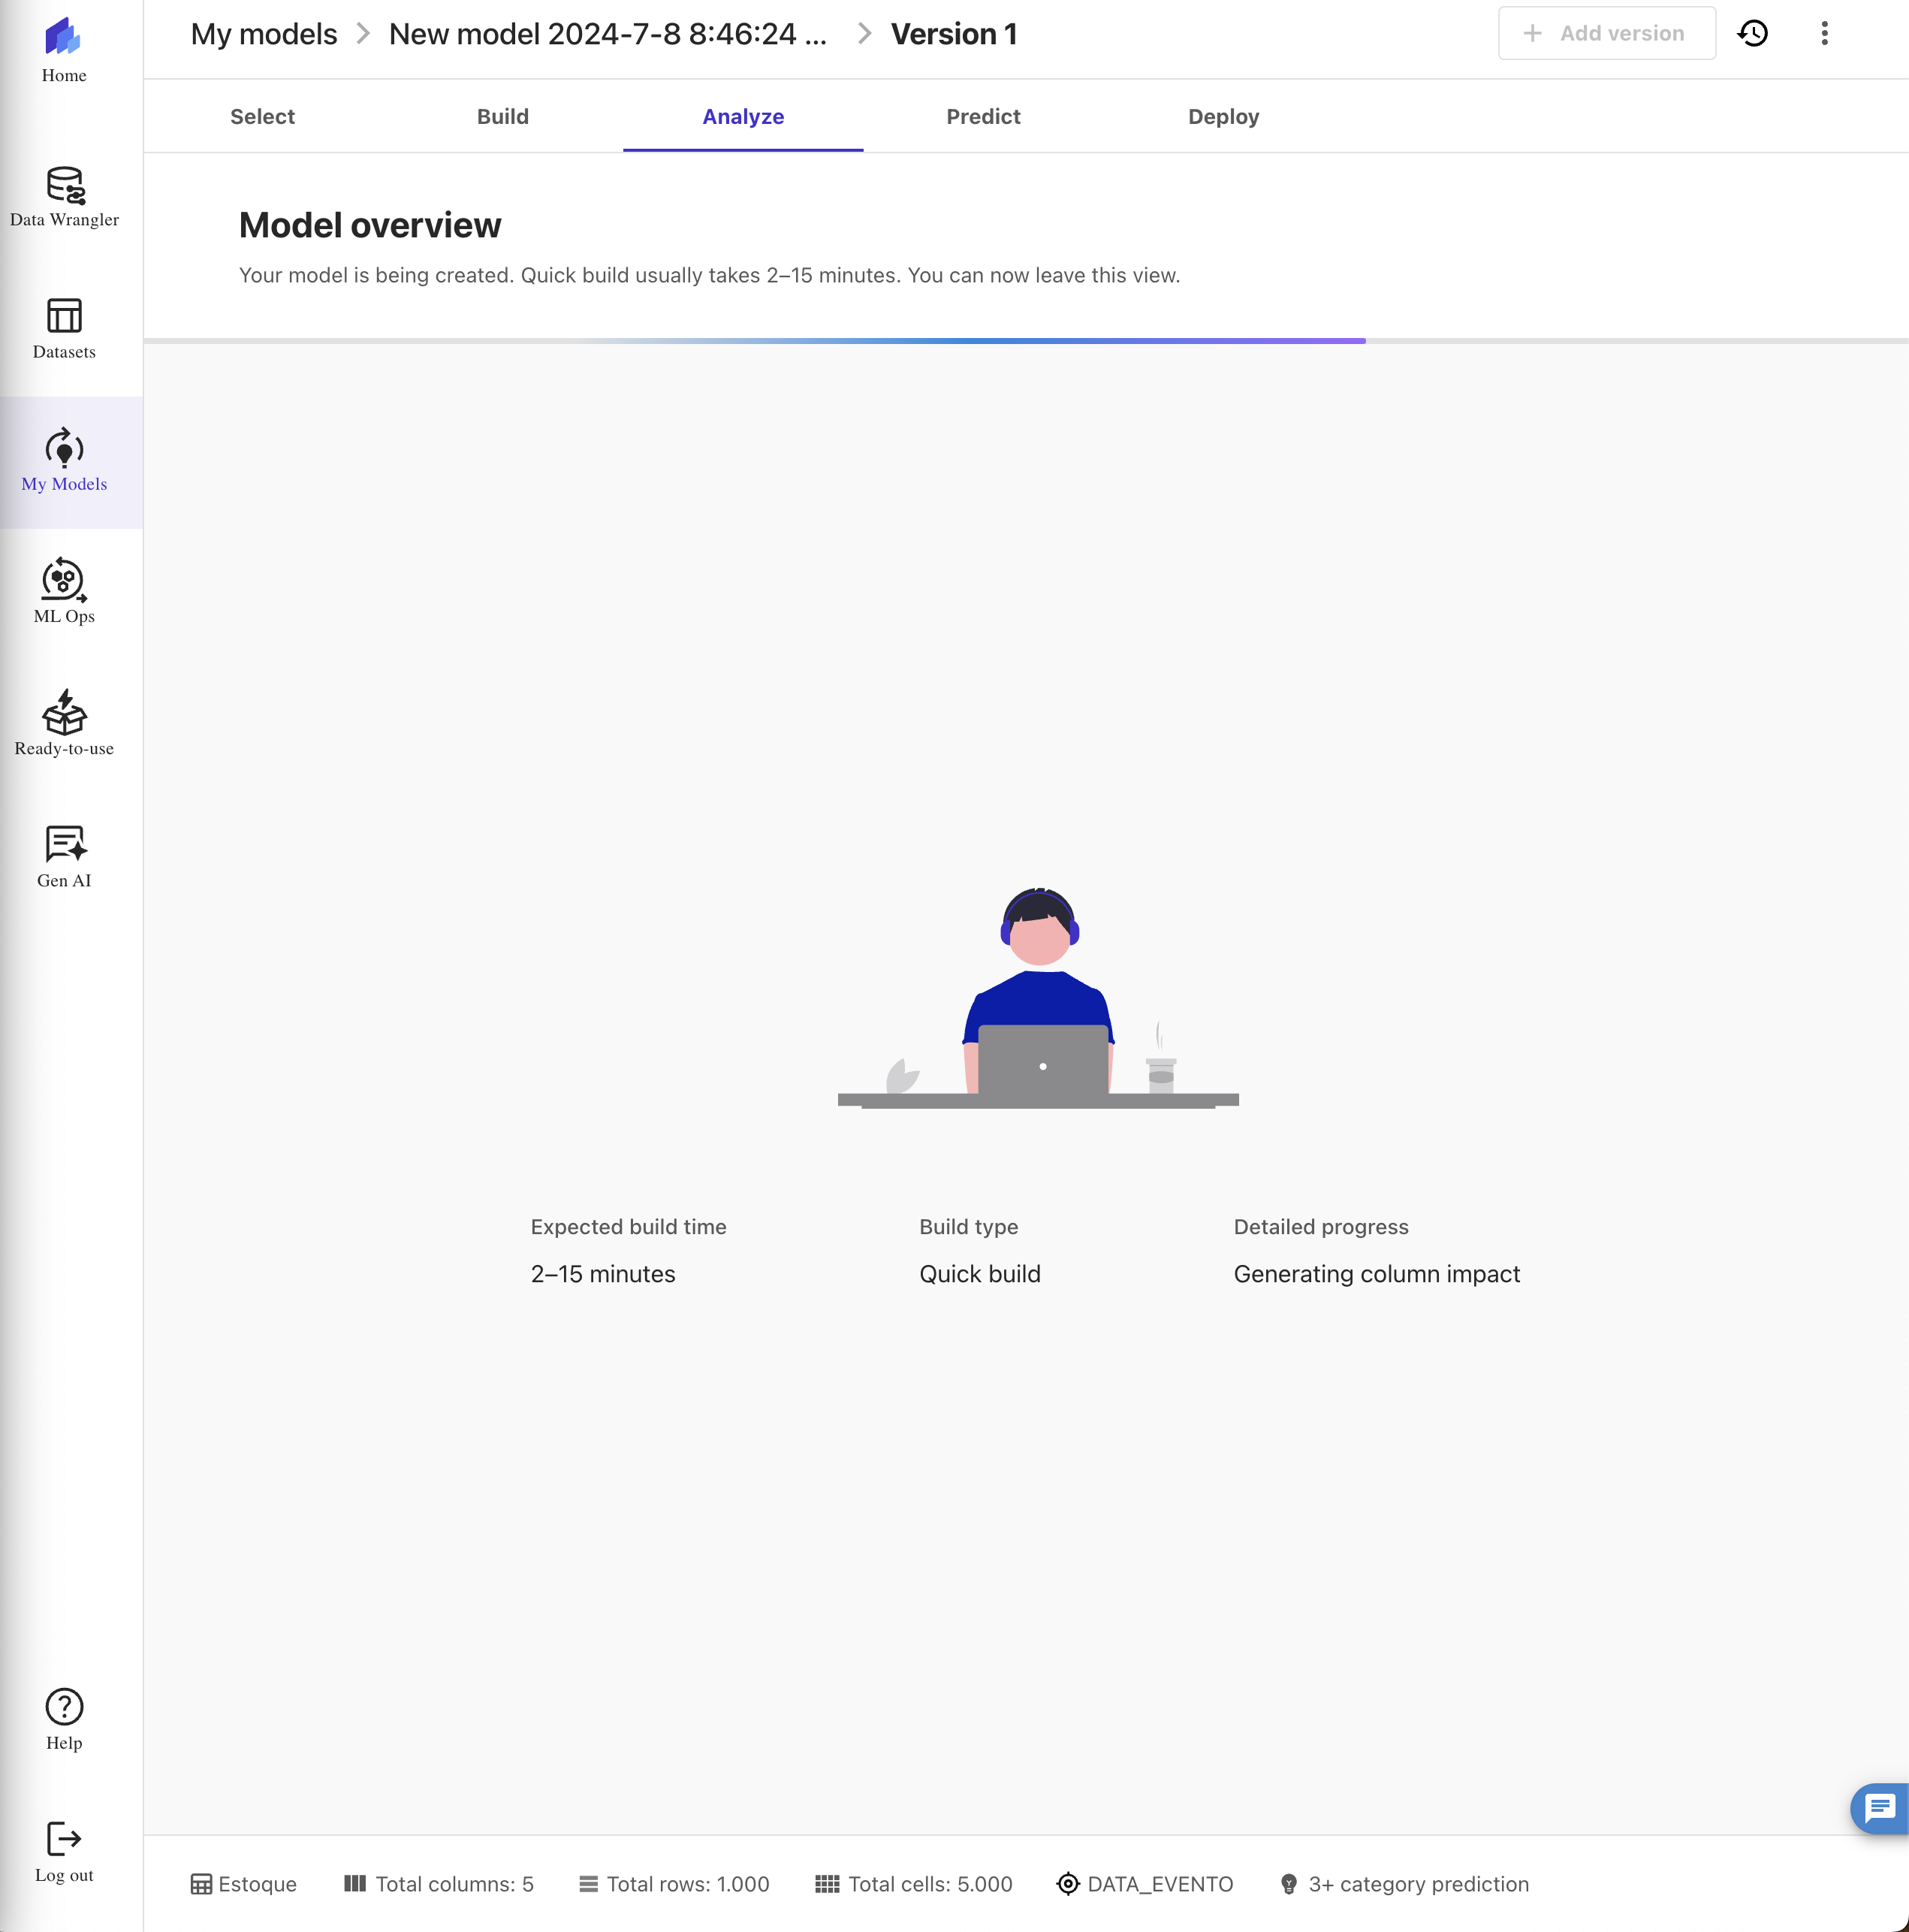 Home
Data Wrangler
Datasets
My Models
ML Ops
Ready-to-use
Gen AI
Help
Log out
My models > New model 2024-7-8 8:46:24 ... > Version 1
+ Add version
Select Build Analyze Predict Deploy
Model overview
Your model is being created. Quick build usually takes 2–15 minutes. You can now leave this view.
Expected build time Build type Detailed progress
2–15 minutes Quick build Generating column impact
Estoque Total columns: 5 Total rows: 1.000 Total cells: 5.000 DATA_EVENTO 3+ category prediction